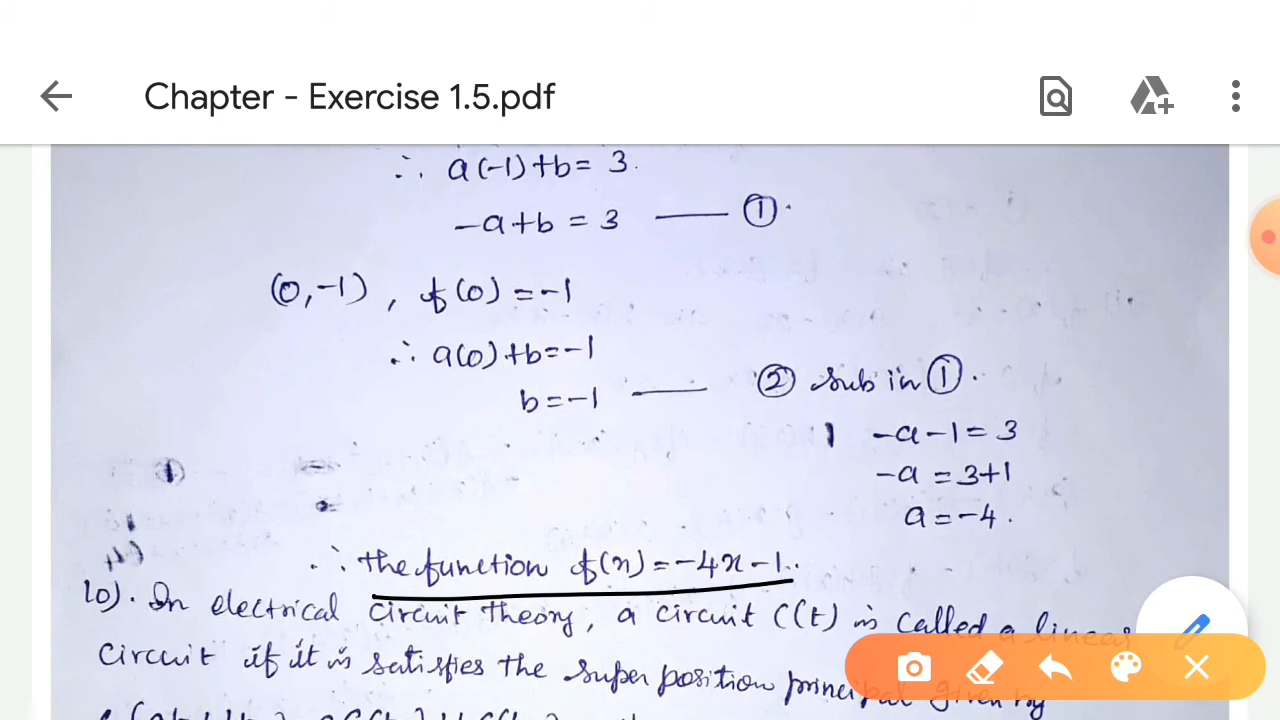 Chapter - Exercise 1.5.pdf
∴ a(-1)+b= 3.
-a+b = 3 —— ①.
(0,-1), f(0) = -1
∴ a(0)+b=-1
b=-1 —— ② sub in ①.
-a-1=3
-a = 3+1
a=-4.
∴ the function f(x)=-4x-1.
10). In electrical circuit theory, a circuit C(t) is called a linear
circuit if it is satisfies the super position principal given by